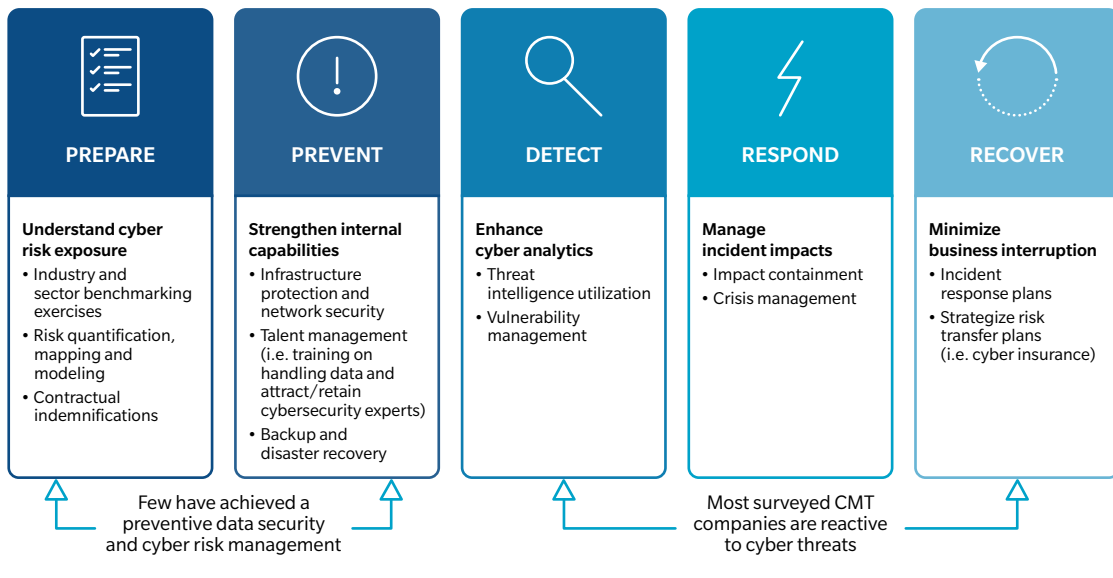 PREPARE
Understand cyber
risk exposure
• Industry and
sector benchmarking
exercises
• Risk quantification,
mapping and
modeling
• Contractual
indemnifications
PREVENT
Strengthen internal
capabilities
• Infrastructure
protection and
network security
• Talent management
(i.e. training on
handling data and
attract/retain
cybersecurity experts)
• Backup and
disaster recovery
DETECT
Enhance
cyber analytics
• Threat
intelligence utilization
• Vulnerability
management
RESPOND
Manage
incident impacts
• Impact containment
• Crisis management
RECOVER
Minimize
business interruption
• Incident
response plans
• Strategize risk
transfer plans
(i.e. cyber insurance)
Few have achieved a
preventive data security
and cyber risk management
Most surveyed CMT
companies are reactive
to cyber threats